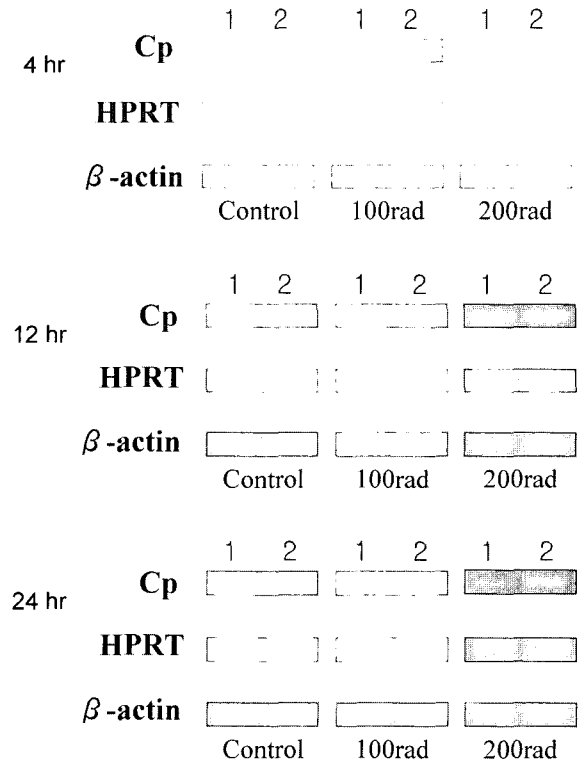 1 2 1 2 1 2
4 hr Cp
HPRT
β-actin
Control 100rad 200rad
1 2 1 2 1 2
12 hr Cp
HPRT
β-actin
Control 100rad 200rad
1 2 1 2 1 2
24 hr Cp
HPRT
β-actin
Control 100rad 200rad